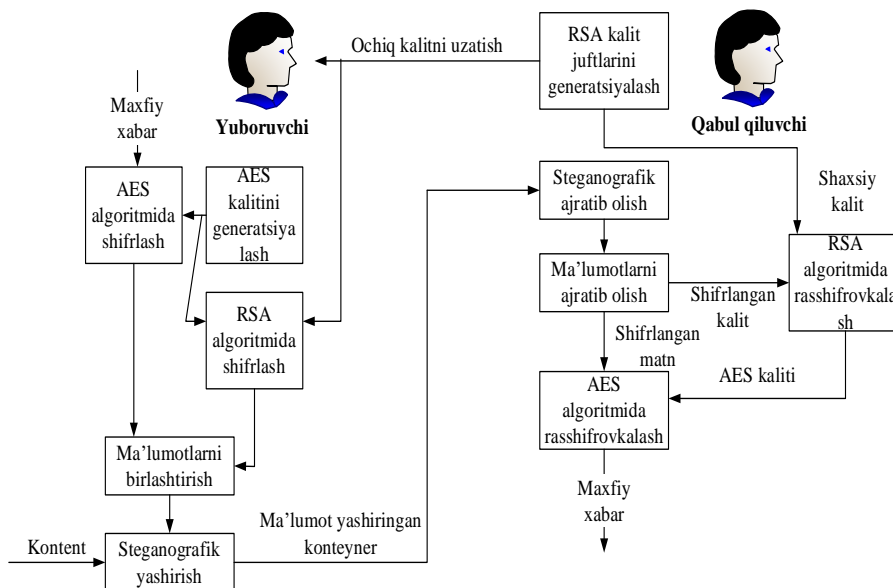 Ochiq kalitni uzatish
RSA kalit
juftlarini
generatsiyalash
Yuboruvchi
Qabul qiluvchi
Maxfiy
xabar
AES
algoritmida
shifrlash
AES
kalitini
generatsiya
lash
RSA
algoritmida
shifrlash
Ma’lumotlarni
birlashtirish
Kontent
Steganografik
yashirish
Ma’lumot yashiringan
konteyner
Steganografik
ajratib olish
Ma’lumotlarni
ajratib olish
Shaxsiy
kalit
Shifrlangan
kalit
RSA
algoritmida
rasshifrovkala
sh
Shifrlangan
matn
AES kaliti
AES
algoritmida
rasshifrovkalash
Maxfiy
xabar